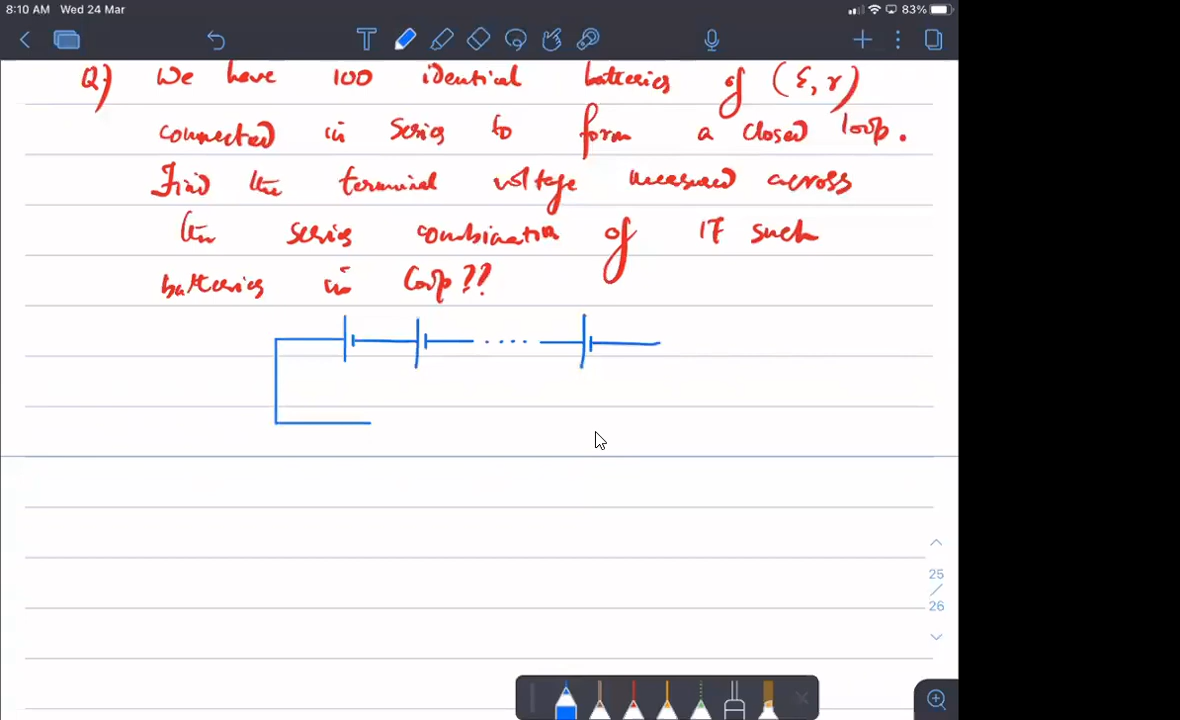 8:10 AM Wed 24 Mar
83%
Q) We have 100 identical batteries of (ε, r)
connected in series to form a closed loop.
Find the terminal voltage measured across
the series combination of 17 such
batteries in loop??
25
/
26